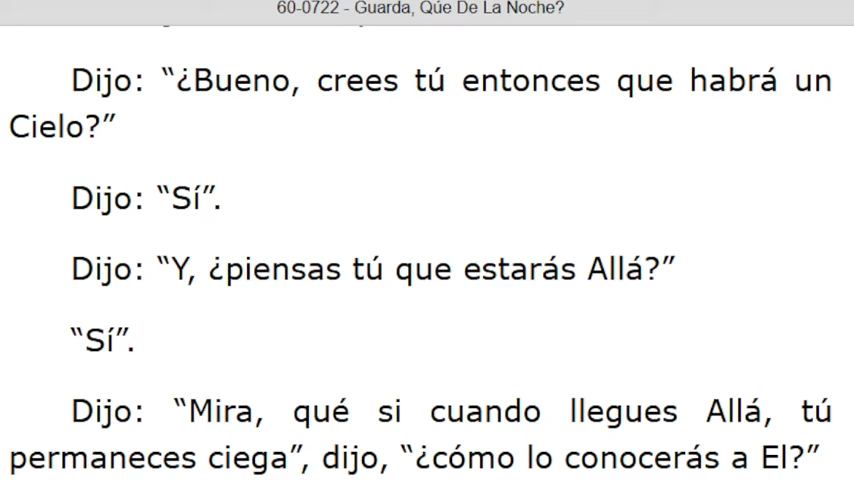 60-0722 - Guarda, Qúe De La Noche?
Dijo: “¿Bueno, crees tú entonces que habrá un
Cielo?”
Dijo: “Sí”.
Dijo: “Y, ¿piensas tú que estarás Allá?”
“Sí”.
Dijo: “Mira, qué si cuando llegues Allá, tú
permaneces ciega”, dijo, “¿cómo lo conocerás a El?”